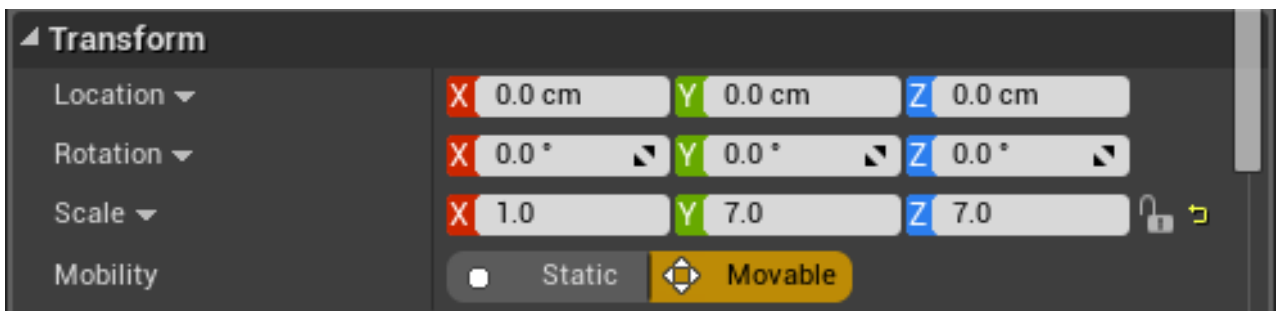 Transform
Location X 0.0 cm Y 0.0 cm Z 0.0 cm
Rotation X 0.0 ° Y 0.0 ° Z 0.0 °
Scale X 1.0 Y 7.0 Z 7.0
Mobility Static Movable